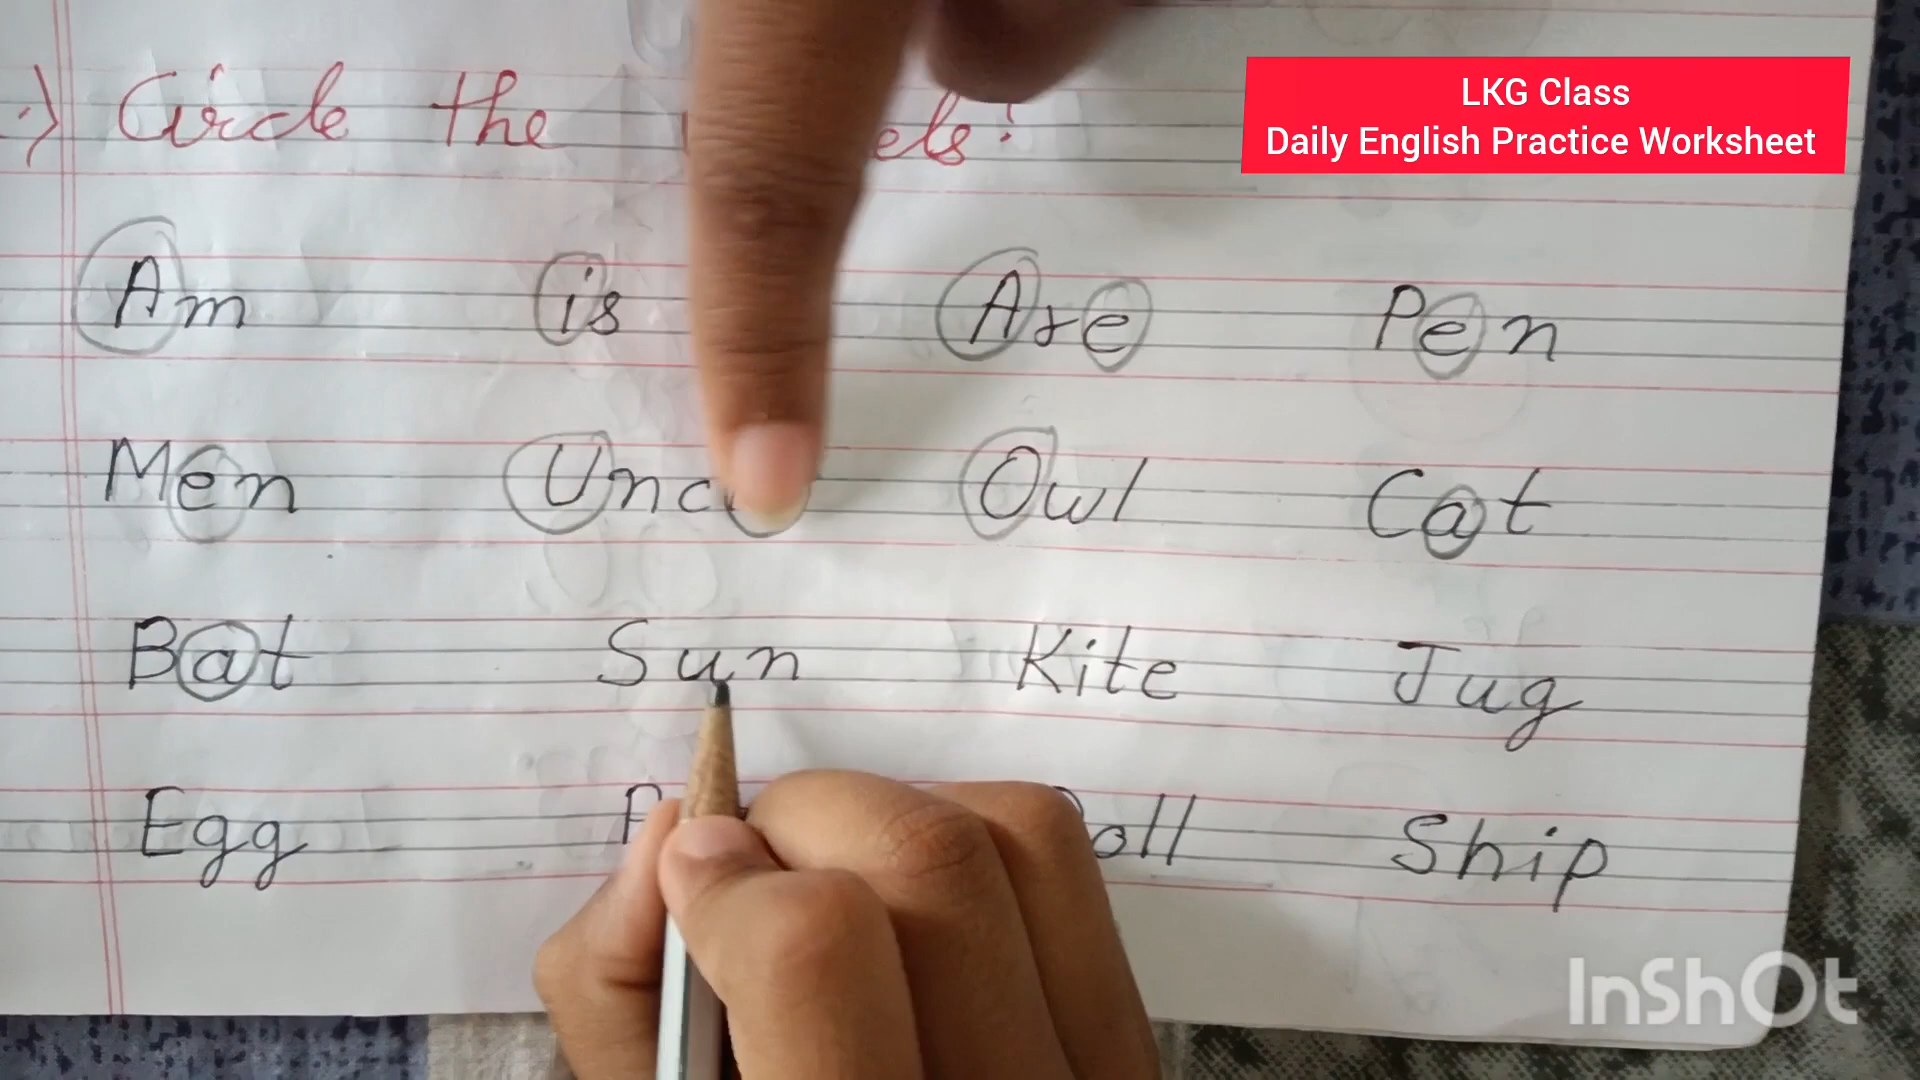 LKG Class
Daily English Practice Worksheet
Circle the
Am is Are Pen
Men Owl Cat
Bat Sun Kite Jug
Egg Ship
InShOt